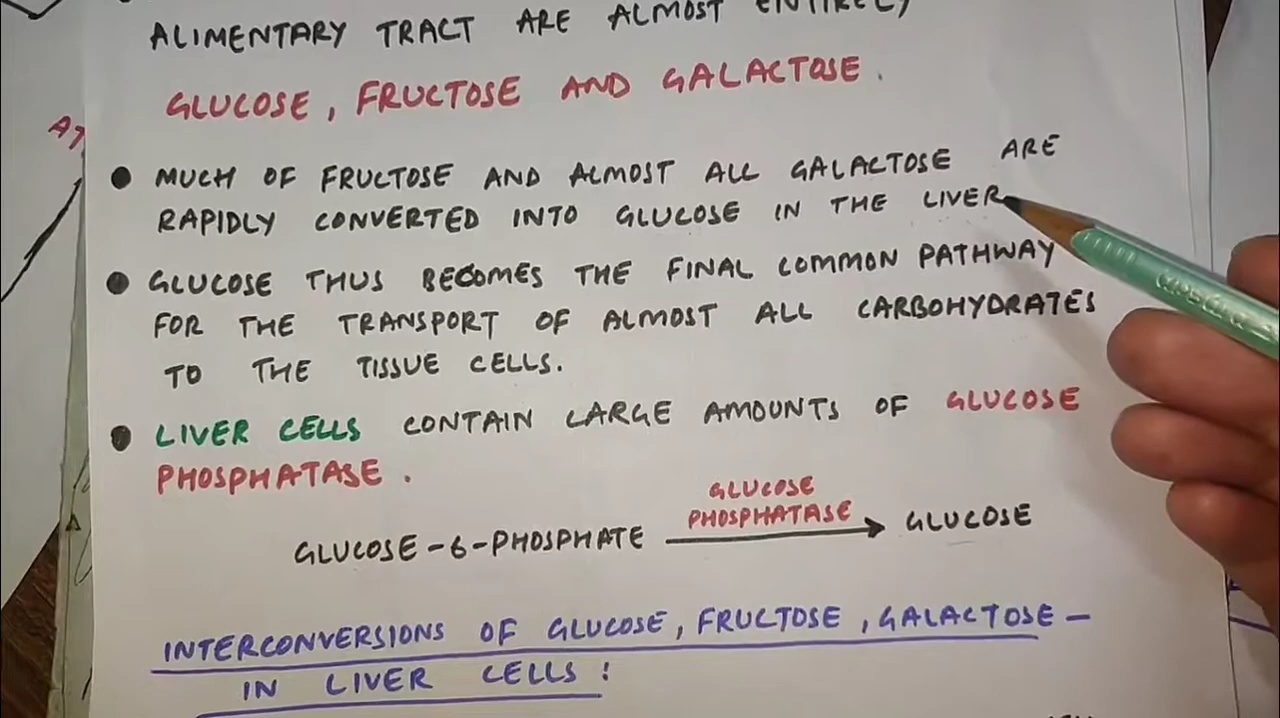 ALIMENTARY TRACT ARE ALMOST ENTIRELY
GLUCOSE, FRUCTOSE AND GALACTOSE.
• MUCH OF FRUCTOSE AND ALMOST ALL GALACTOSE ARE
RAPIDLY CONVERTED INTO GLUCOSE IN THE LIVER
• GLUCOSE THUS BECOMES THE FINAL COMMON PATHWAY
FOR THE TRANSPORT OF ALMOST ALL CARBOHYDRATES
TO THE TISSUE CELLS.
• LIVER CELLS CONTAIN LARGE AMOUNTS OF GLUCOSE
PHOSPHATASE.
GLUCOSE
PHOSPHATASE
GLUCOSE-6-PHOSPHATE → GLUCOSE
INTERCONVERSIONS OF GLUCOSE, FRUCTOSE, GALACTOSE -
IN LIVER CELLS: